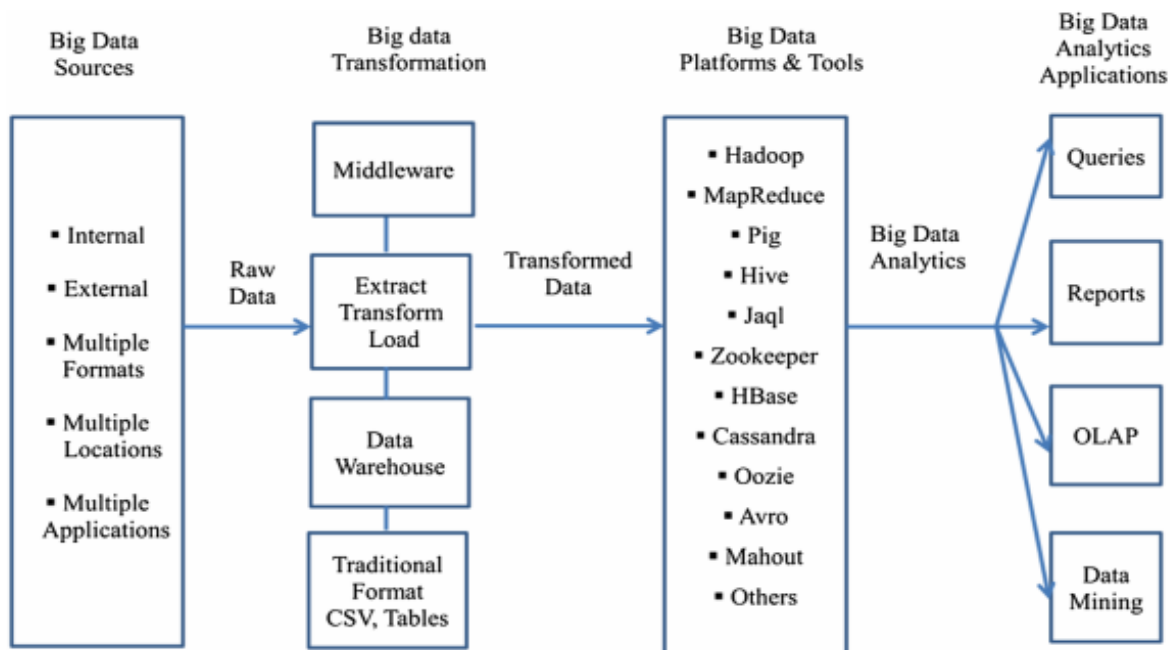 Big Data
Sources
Big data
Transformation
Big Data
Platforms & Tools
Big Data
Analytics
Applications
▪ Internal
▪ External
▪ Multiple
Formats
▪ Multiple
Locations
▪ Multiple
Applications
Raw
Data
Middleware
Extract
Transform
Load
Data
Warehouse
Traditional
Format
CSV, Tables
Transformed
Data
▪ Hadoop
▪ MapReduce
▪ Pig
▪ Hive
▪ Jaql
▪ Zookeeper
▪ HBase
▪ Cassandra
▪ Oozie
▪ Avro
▪ Mahout
▪ Others
Big Data
Analytics
Queries
Reports
OLAP
Data
Mining